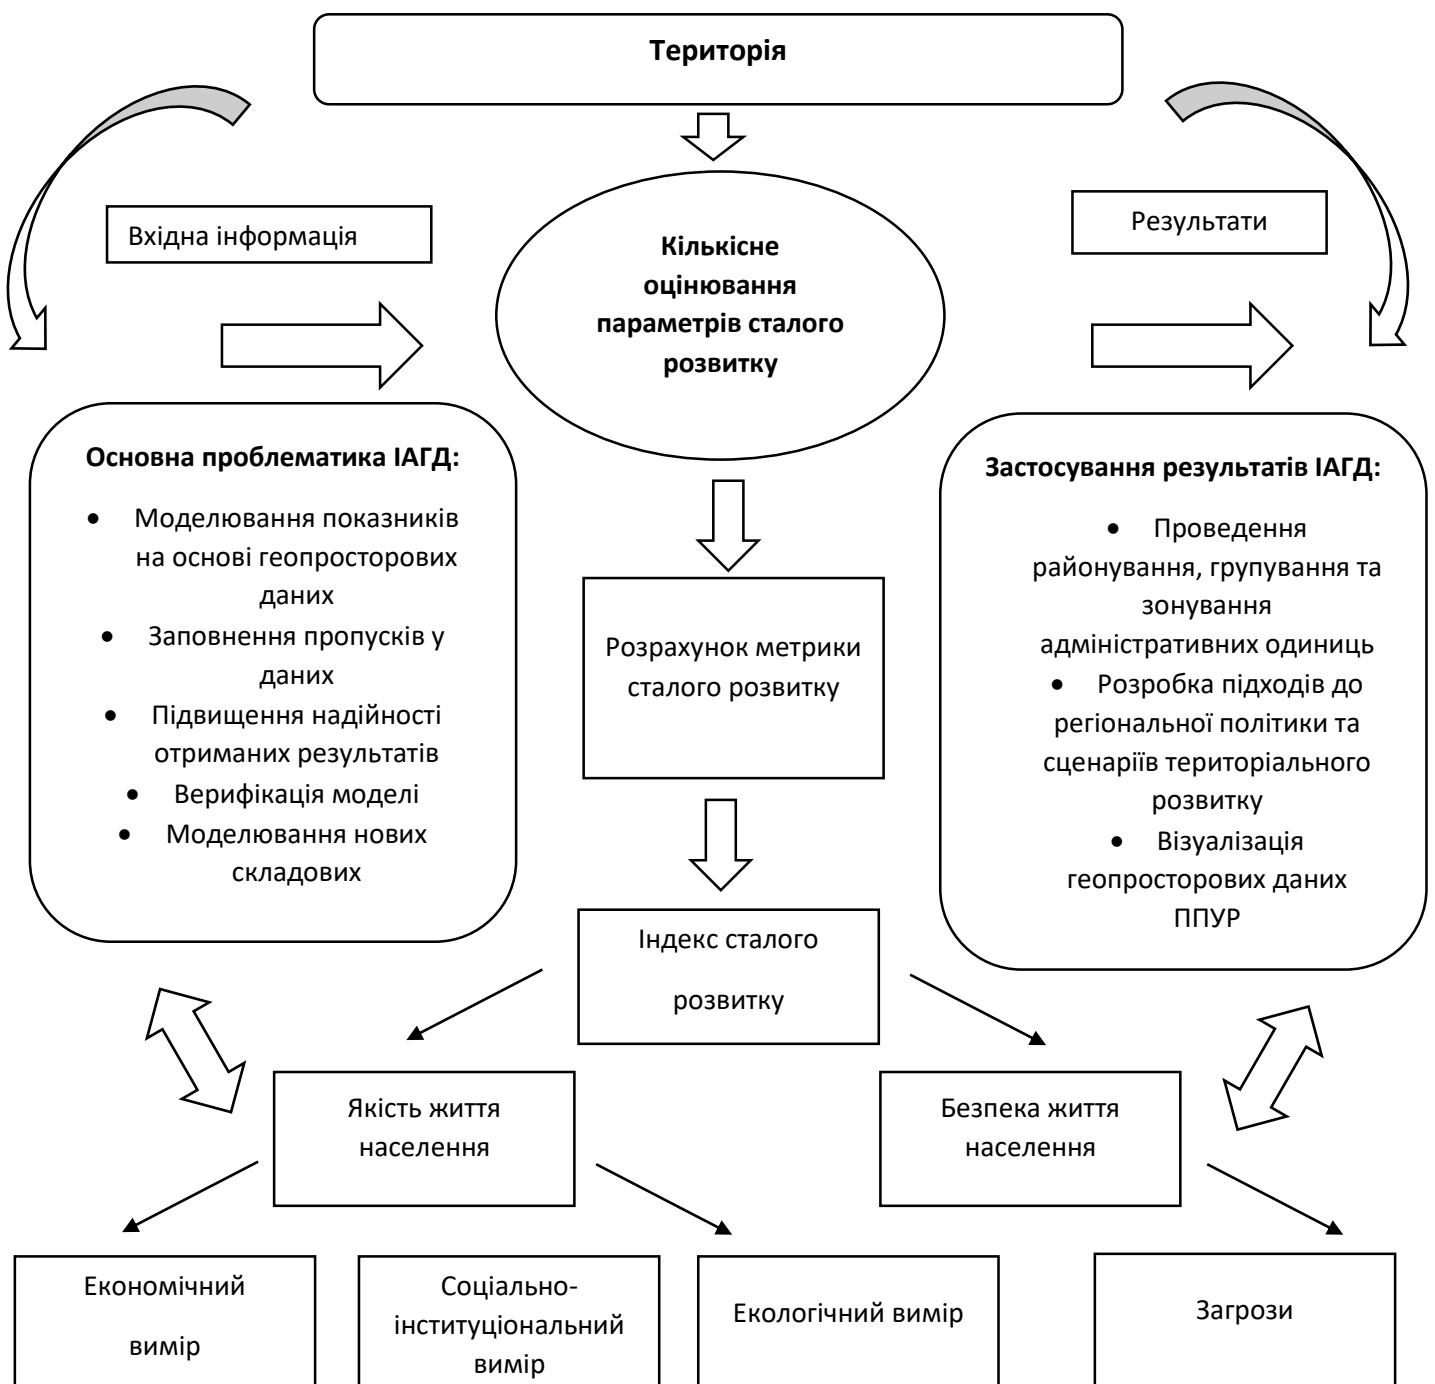 Територія
Вхідна інформація
Кількісне
оцінювання
параметрів сталого
розвитку
Результати
Основна проблематика ІАГД:
• Моделювання показників
на основі геопросторових
даних
• Заповнення пропусків у
даних
• Підвищення надійності
отриманих результатів
• Верифікація моделі
• Моделювання нових
складових
Розрахунок метрики
сталого розвитку
Застосування результатів ІАГД:
• Проведення
районування, групування та
зонування
адміністративних одиниць
• Розробка підходів до
регіональної політики та
сценаріїв територіального
розвитку
• Візуалізація
геопросторових даних
ППУР
Індекс сталого
розвитку
Якість життя
населення
Безпека життя
населення
Економічний
вимір
Соціально-
інституціональний
вимір
Екологічний вимір
Загрози